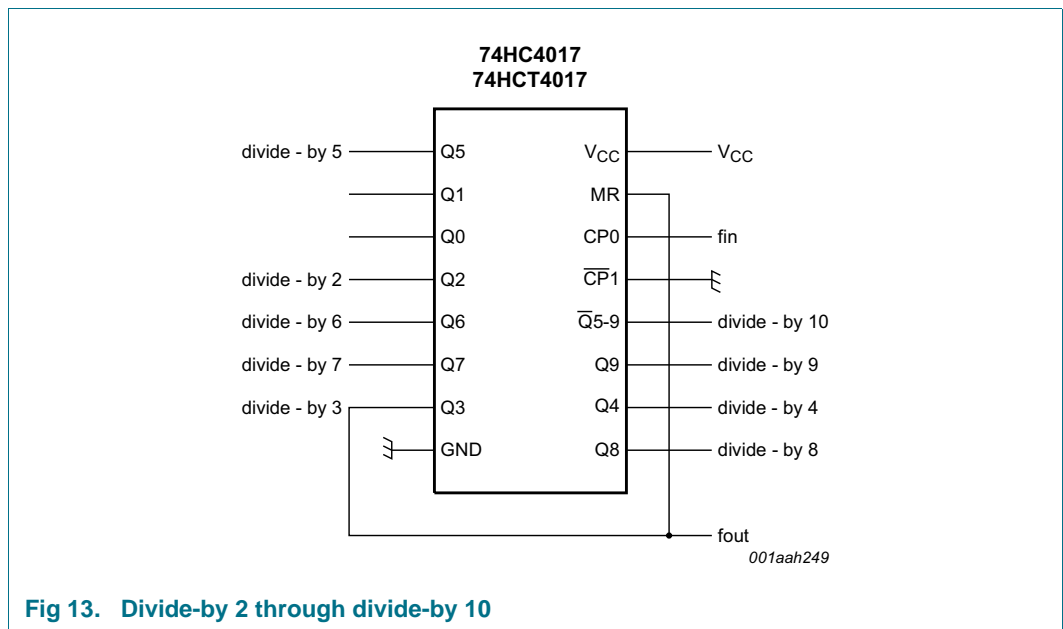 74HC4017
74HCT4017
divide - by 5
Q5
VCC
VCC
Q1
MR
Q0
CP0
fin
divide - by 2
Q2
C̅P̅1
divide - by 6
Q6
Q̅5-9
divide - by 10
divide - by 7
Q7
Q9
divide - by 9
divide - by 3
Q3
Q4
divide - by 4
GND
Q8
divide - by 8
fout
001aah249
Fig 13. Divide-by 2 through divide-by 10